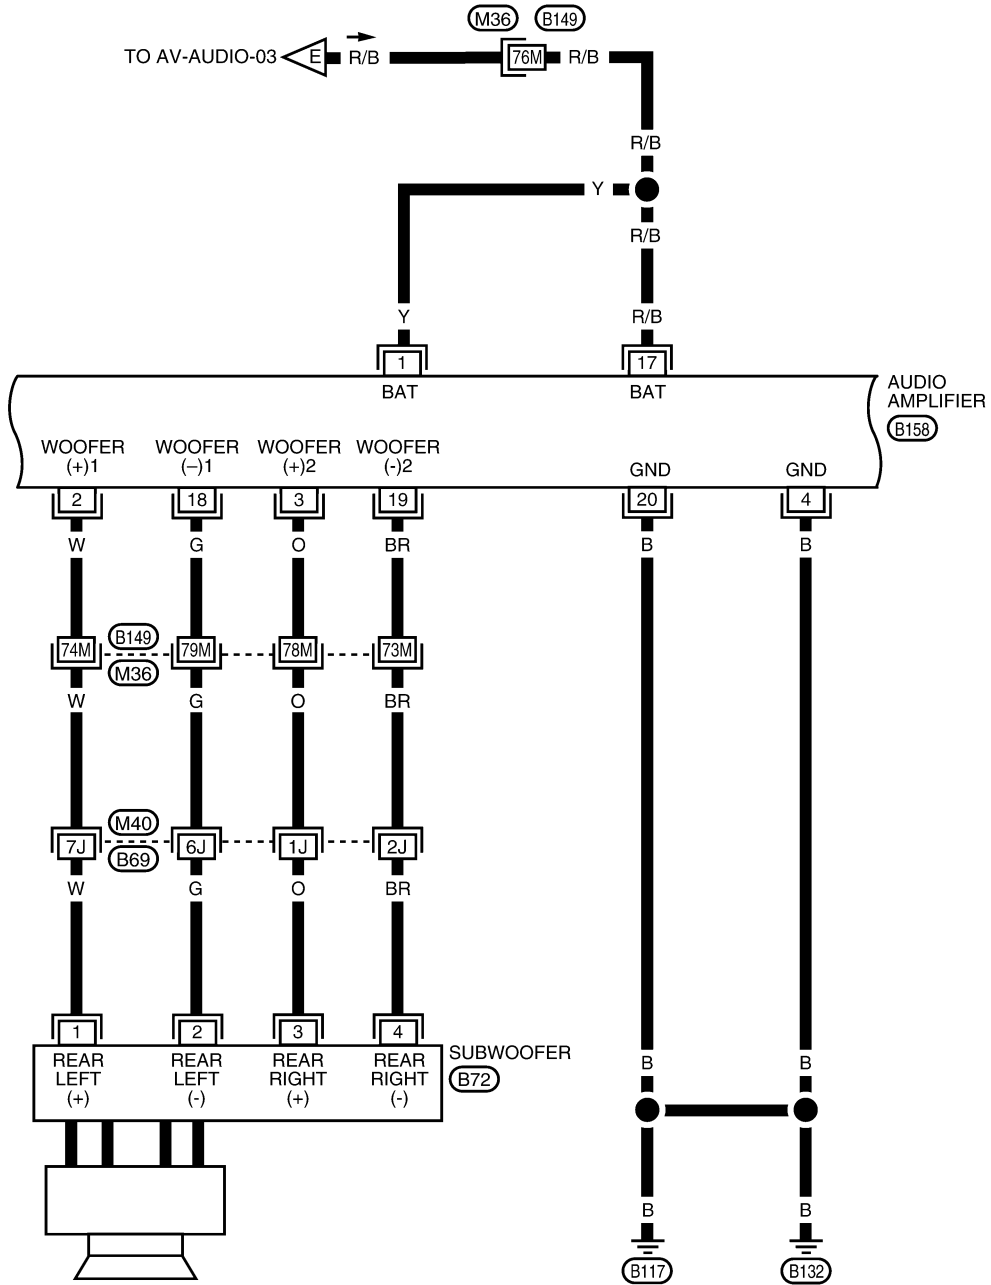 M36 B149
TO AV-AUDIO-03 E R/B 76M R/B
R/B
Y
R/B
Y R/B
1 17
BAT BAT
AUDIO
AMPLIFIER
B158
WOOFER WOOFER WOOFER WOOFER
(+)1 (–)1 (+)2 (-)2
GND GND
2 18 3 19 20 4
W G O BR B B
B149
74M 79M 78M 73M
M36
W G O BR
M40
7J 6J 1J 2J
B69
W G O BR
1 2 3 4
SUBWOOFER
B72
REAR REAR REAR REAR
LEFT LEFT RIGHT RIGHT
(+) (-) (+) (-)
B B
B B
B117 B132